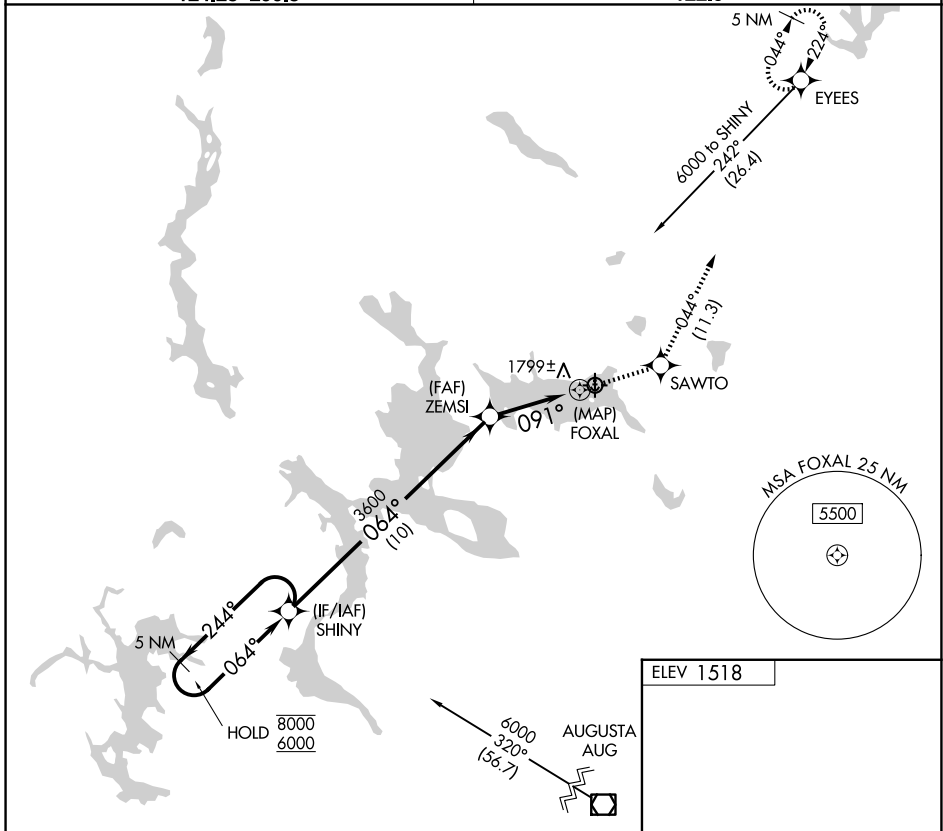 5 NM
044°
224°
EYEES
6000 to SHINY
242°
(26.4)
044°
(11.3)
1799±
SAWTO
(FAF)
ZEMSI
091°
(MAP)
FOXAL
MSA FOXAL 25 NM
5500
3600
064°
(10)
244°
(IF/IAF)
SHINY
5 NM
064°
HOLD
8000
6000
6000
320°
(56.7)
AUGUSTA
AUG
ELEV 1518